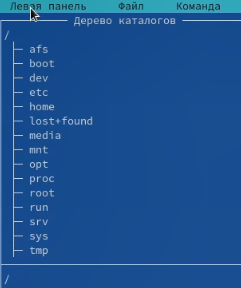 Левая панель Файл Команда
Дерево каталогов
/
afs
boot
dev
etc
home
lost+found
media
mnt
opt
proc
root
run
srv
sys
tmp
/